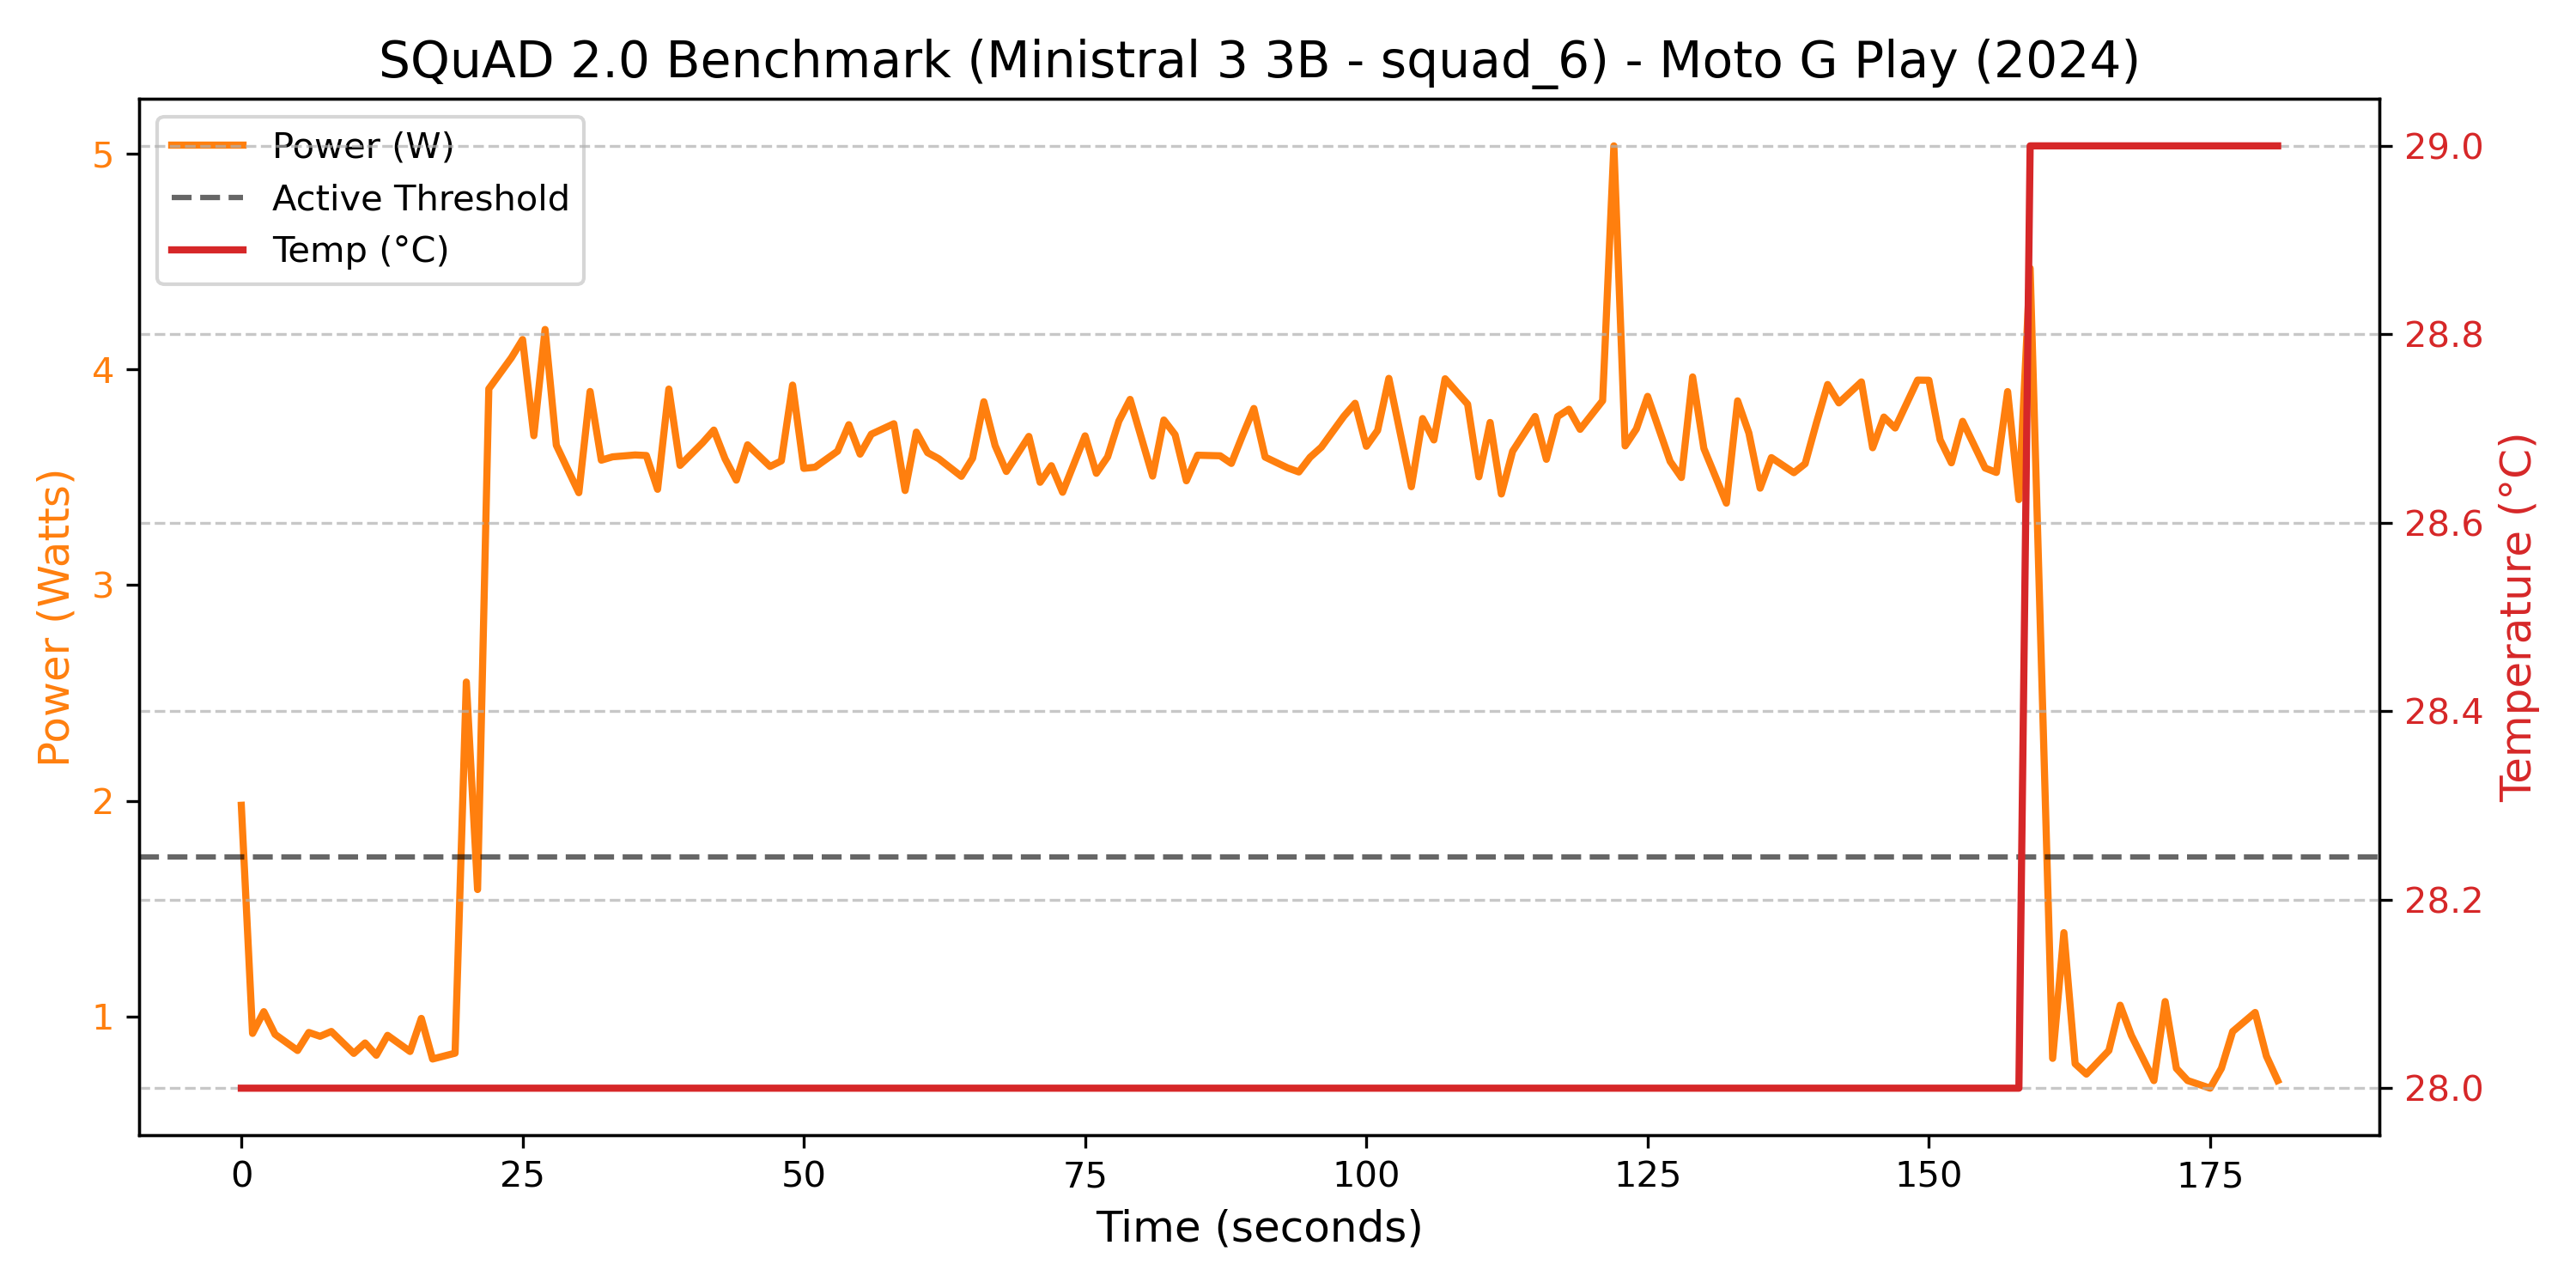 SQuAD 2.0 Benchmark (Ministral 3 3B - squad_6) - Moto G Play (2024)
Power (W)
Active Threshold
Temp (°C)
Power (Watts)
5
4
3
2
1
29.0
28.8
28.6
28.4
28.2
28.0
Temperature (°C)
0 25 50 75 100 125 150 175
Time (seconds)